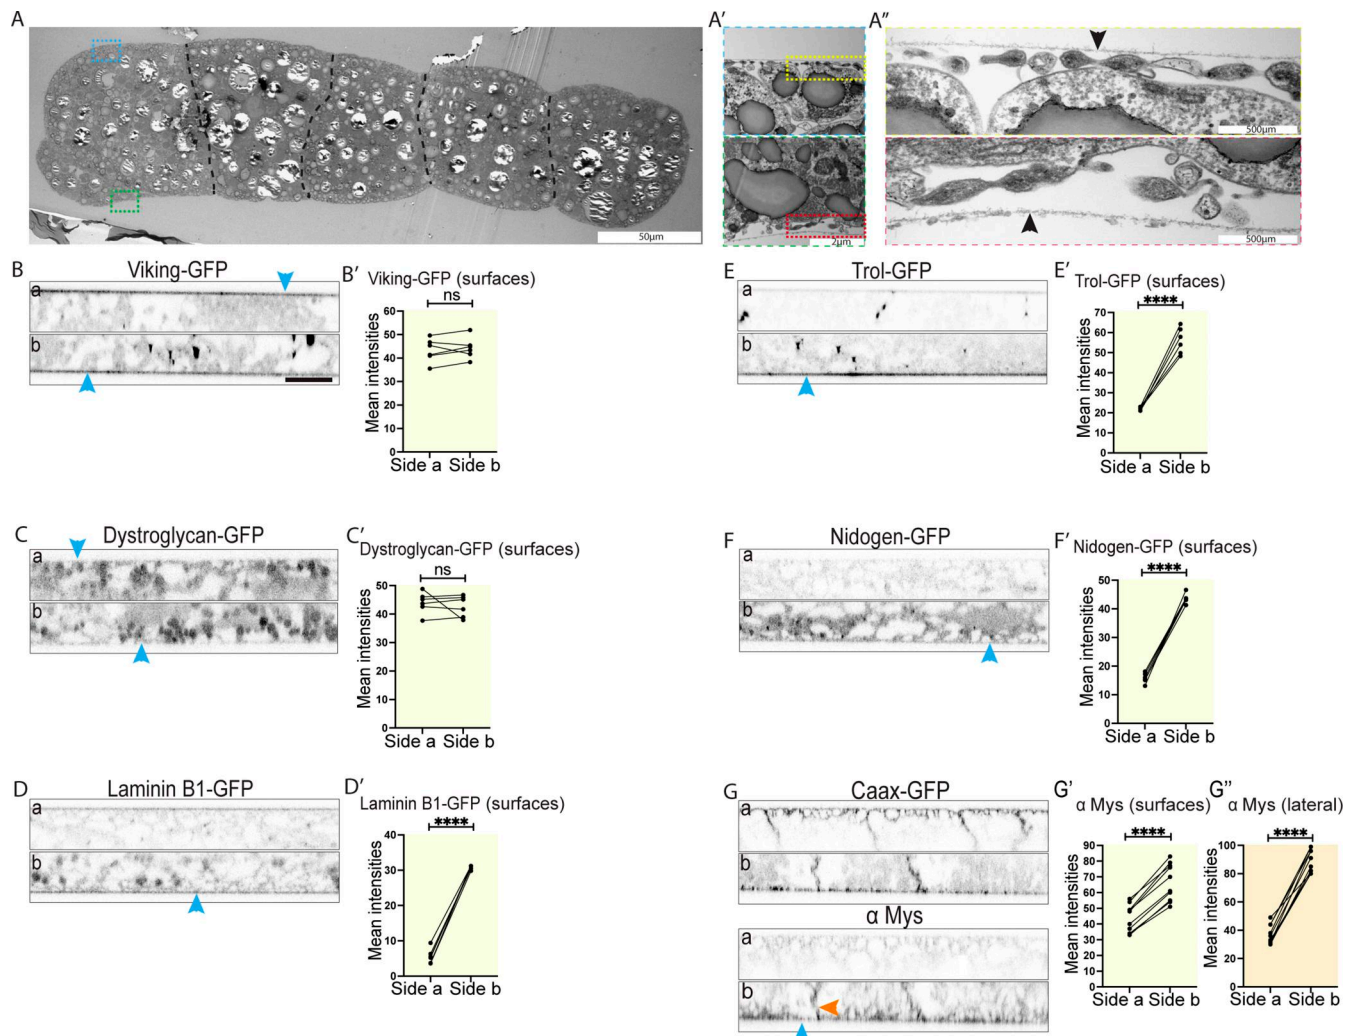 A
A′
A″
50µm
2µm
500µm
500µm
B
Viking-GFP
a
b
B′
Viking-GFP (surfaces)
ns
Mean intensities
60
50
40
30
20
10
0
Side a Side b
E
Trol-GFP
a
b
E′
Trol-GFP (surfaces)
****
Mean intensities
70
60
50
40
30
20
10
0
Side a Side b
C
Dystroglycan-GFP
a
b
C′
Dystroglycan-GFP (surfaces)
ns
Mean intensities
50
40
30
20
10
0
Side a Side b
F
Nidogen-GFP
a
b
F′
Nidogen-GFP (surfaces)
****
Mean intensities
50
40
30
20
10
0
Side a Side b
D
Laminin B1-GFP
a
b
D′
Laminin B1-GFP (surfaces)
****
Mean intensities
40
30
20
10
0
Side a Side b
G
Caax-GFP
a
b
α Mys
a
b
G′
α Mys (surfaces)
****
Mean intensities
90
80
70
60
50
40
30
20
10
0
Side a Side b
G″
α Mys (lateral)
****
Mean intensities
100
80
60
40
20
0
Side a Side b